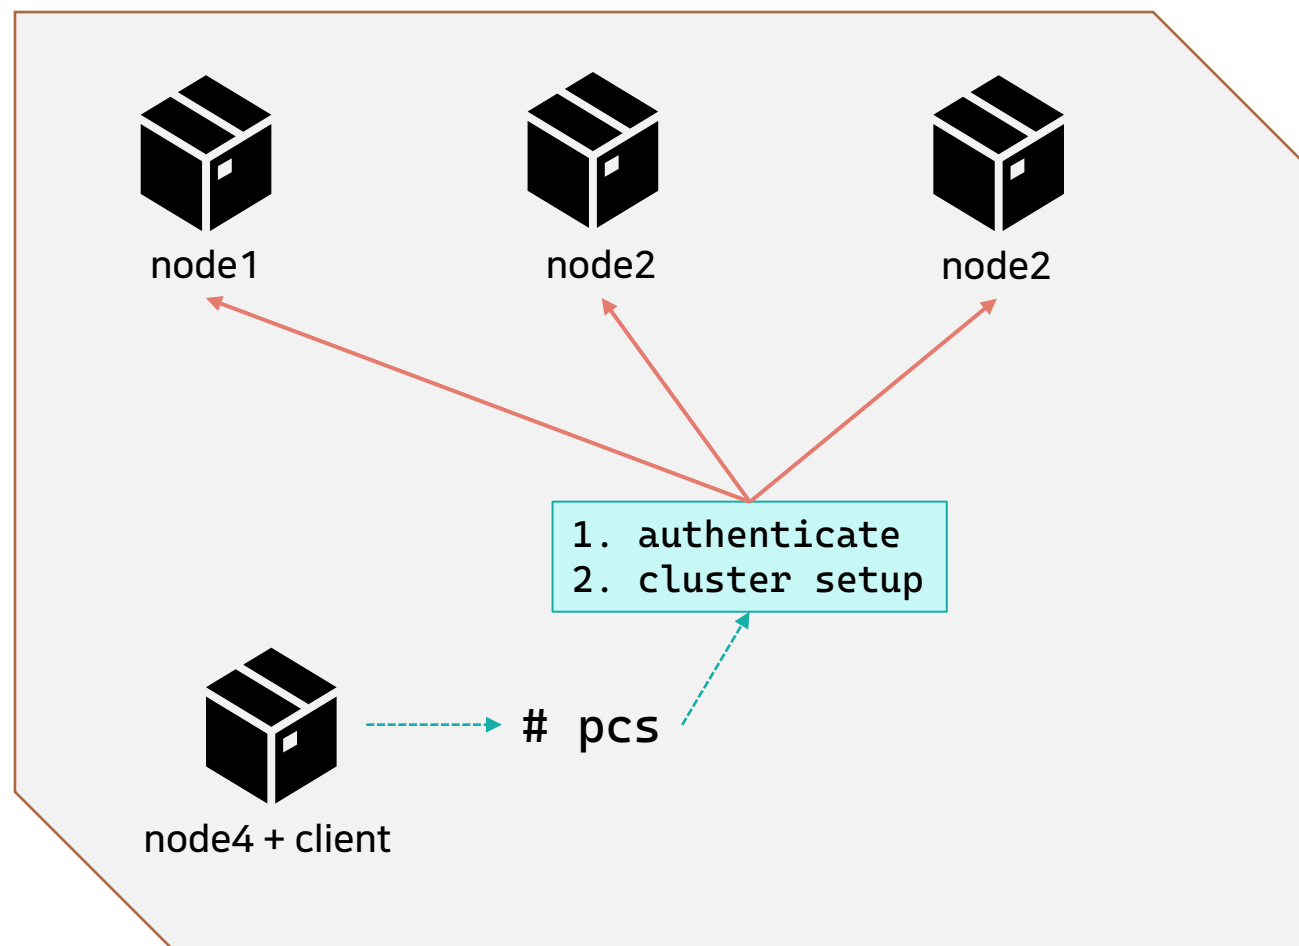 node1
node2
node2
1. authenticate
2. cluster setup
# pcs
node4 + client